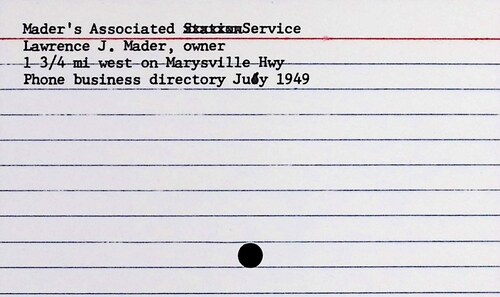 Mader's Associated Station Service
Lawrence J. Mader, owner
1 3/4 mi west on Marysville Hwy
Phone business directory July 1949